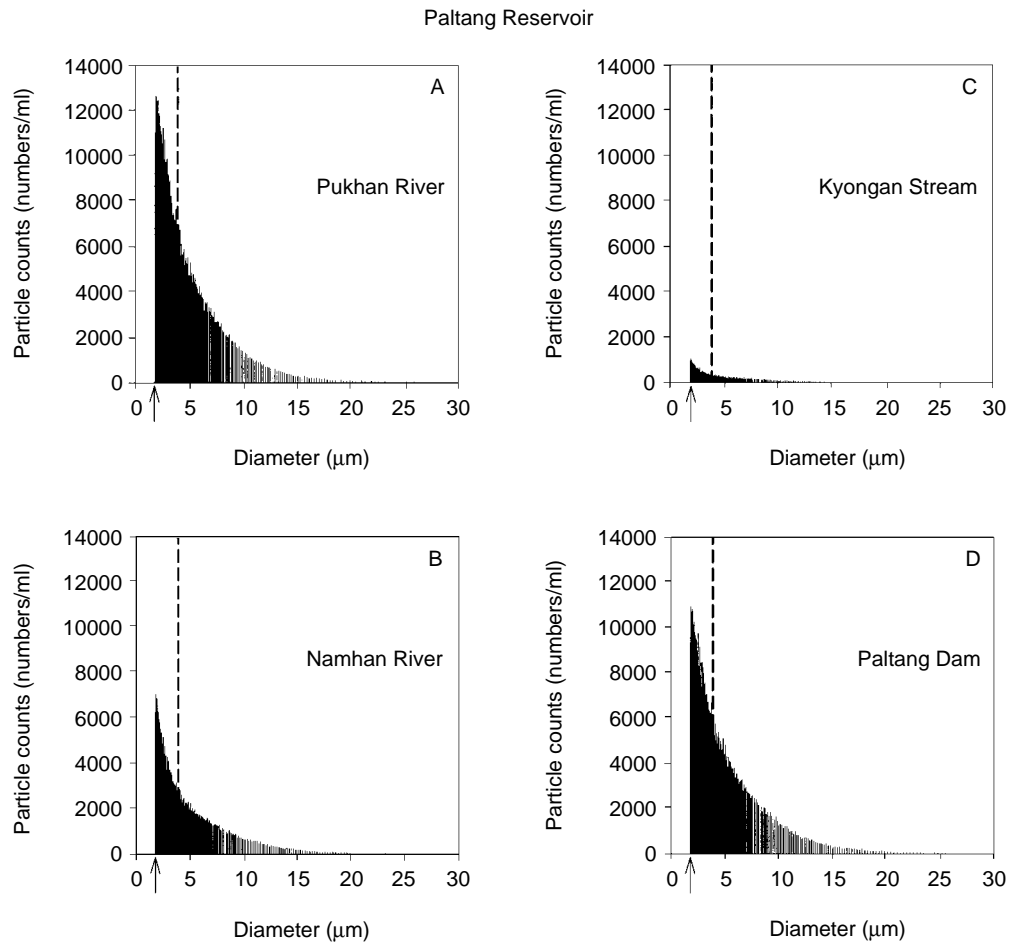 Paltang Reservoir
A
Pukhan River
Particle counts (numbers/ml)
14000
12000
10000
8000
6000
4000
2000
0
0 5 10 15 20 25 30
Diameter (μm)
C
Kyongan Stream
Particle counts (numbers/ml)
14000
12000
10000
8000
6000
4000
2000
0
0 5 10 15 20 25 30
Diameter (μm)
B
Namhan River
Particle counts (numbers/ml)
14000
12000
10000
8000
6000
4000
2000
0
0 5 10 15 20 25 30
Diameter (μm)
D
Paltang Dam
Particle counts (numbers/ml)
14000
12000
10000
8000
6000
4000
2000
0
0 5 10 15 20 25 30
Diameter (μm)